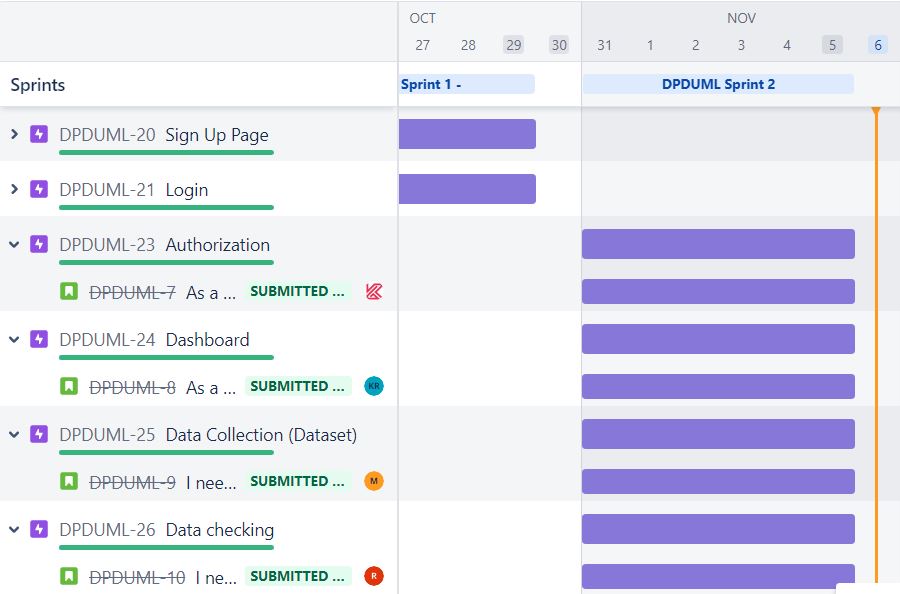 OCT NOV
27 28 29 30 31 1 2 3 4 5 6
Sprints Sprint 1 - DPDUML Sprint 2
DPDUML-20 Sign Up Page
DPDUML-21 Login
DPDUML-23 Authorization
DPDUML-7 As a ... SUBMITTED ...
DPDUML-24 Dashboard
DPDUML-8 As a ... SUBMITTED ... KR
DPDUML-25 Data Collection (Dataset)
DPDUML-9 I nee... SUBMITTED ... M
DPDUML-26 Data checking
DPDUML-10 I ne... SUBMITTED ... R